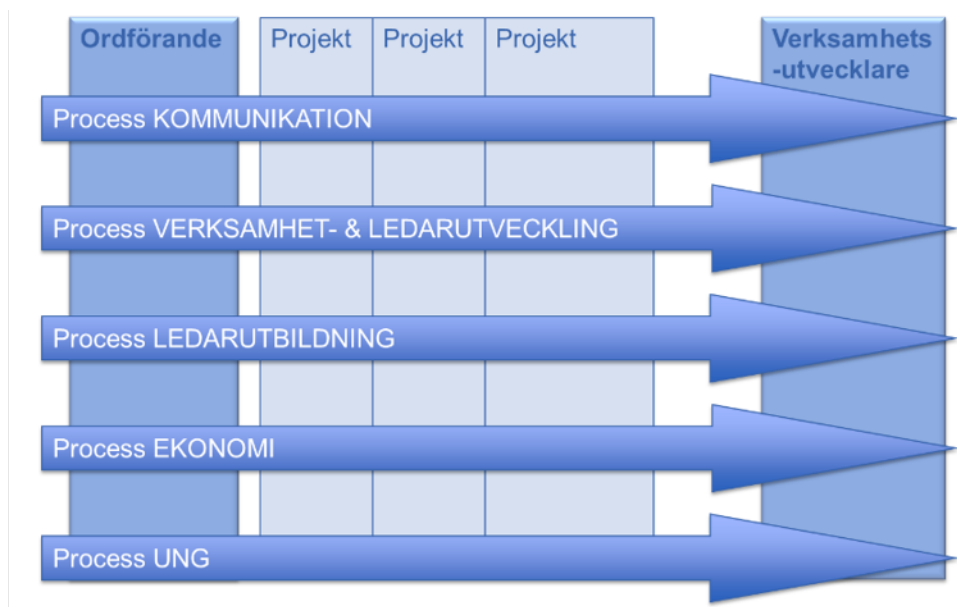 Ordförande
Projekt
Projekt
Projekt
Verksamhets
-utvecklare
Process KOMMUNIKATION
Process VERKSAMHET- & LEDARUTVECKLING
Process LEDARUTBILDNING
Process EKONOMI
Process UNG